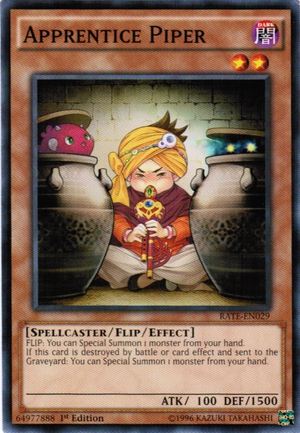 APPRENTICE PIPER
DARK
闇
RATE-EN029
[SPELLCASTER/FLIP/EFFECT]
FLIP: You can Special Summon 1 monster from your hand.
If this card is destroyed by battle or card effect and sent to the
Graveyard: You can Special Summon 1 monster from your hand.
ATK/ 100 DEF/1500
64977888 1st Edition ©1996 KAZUKI TAKAHASHI